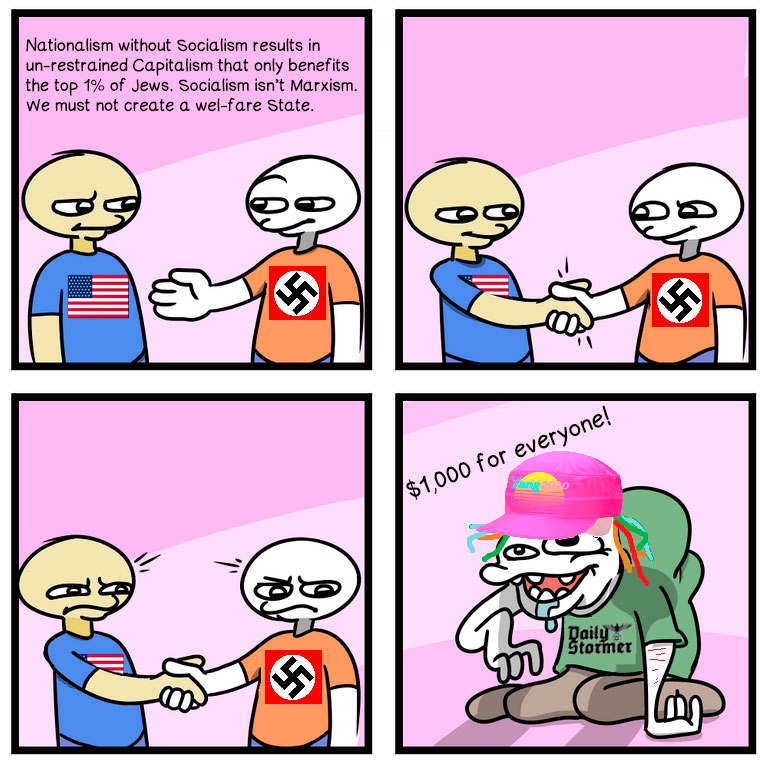 Nationalism without Socialism results in
un-restrained Capitalism that only benefits
the top 1% of Jews. Socialism isn't Marxism.
We must not create a wel-fare State.
$1,000 for everyone!
Daily
Stormer